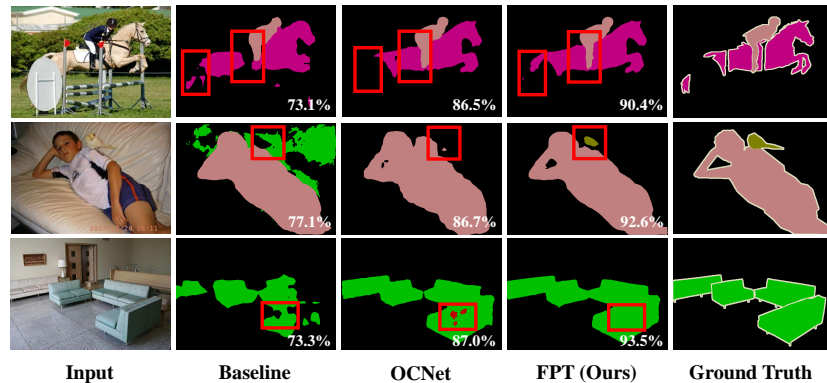 73.1% 86.5% 90.4%
77.1% 86.7% 92.6%
73.3% 87.0% 93.5%
Input Baseline OCNet FPT (Ours) Ground Truth